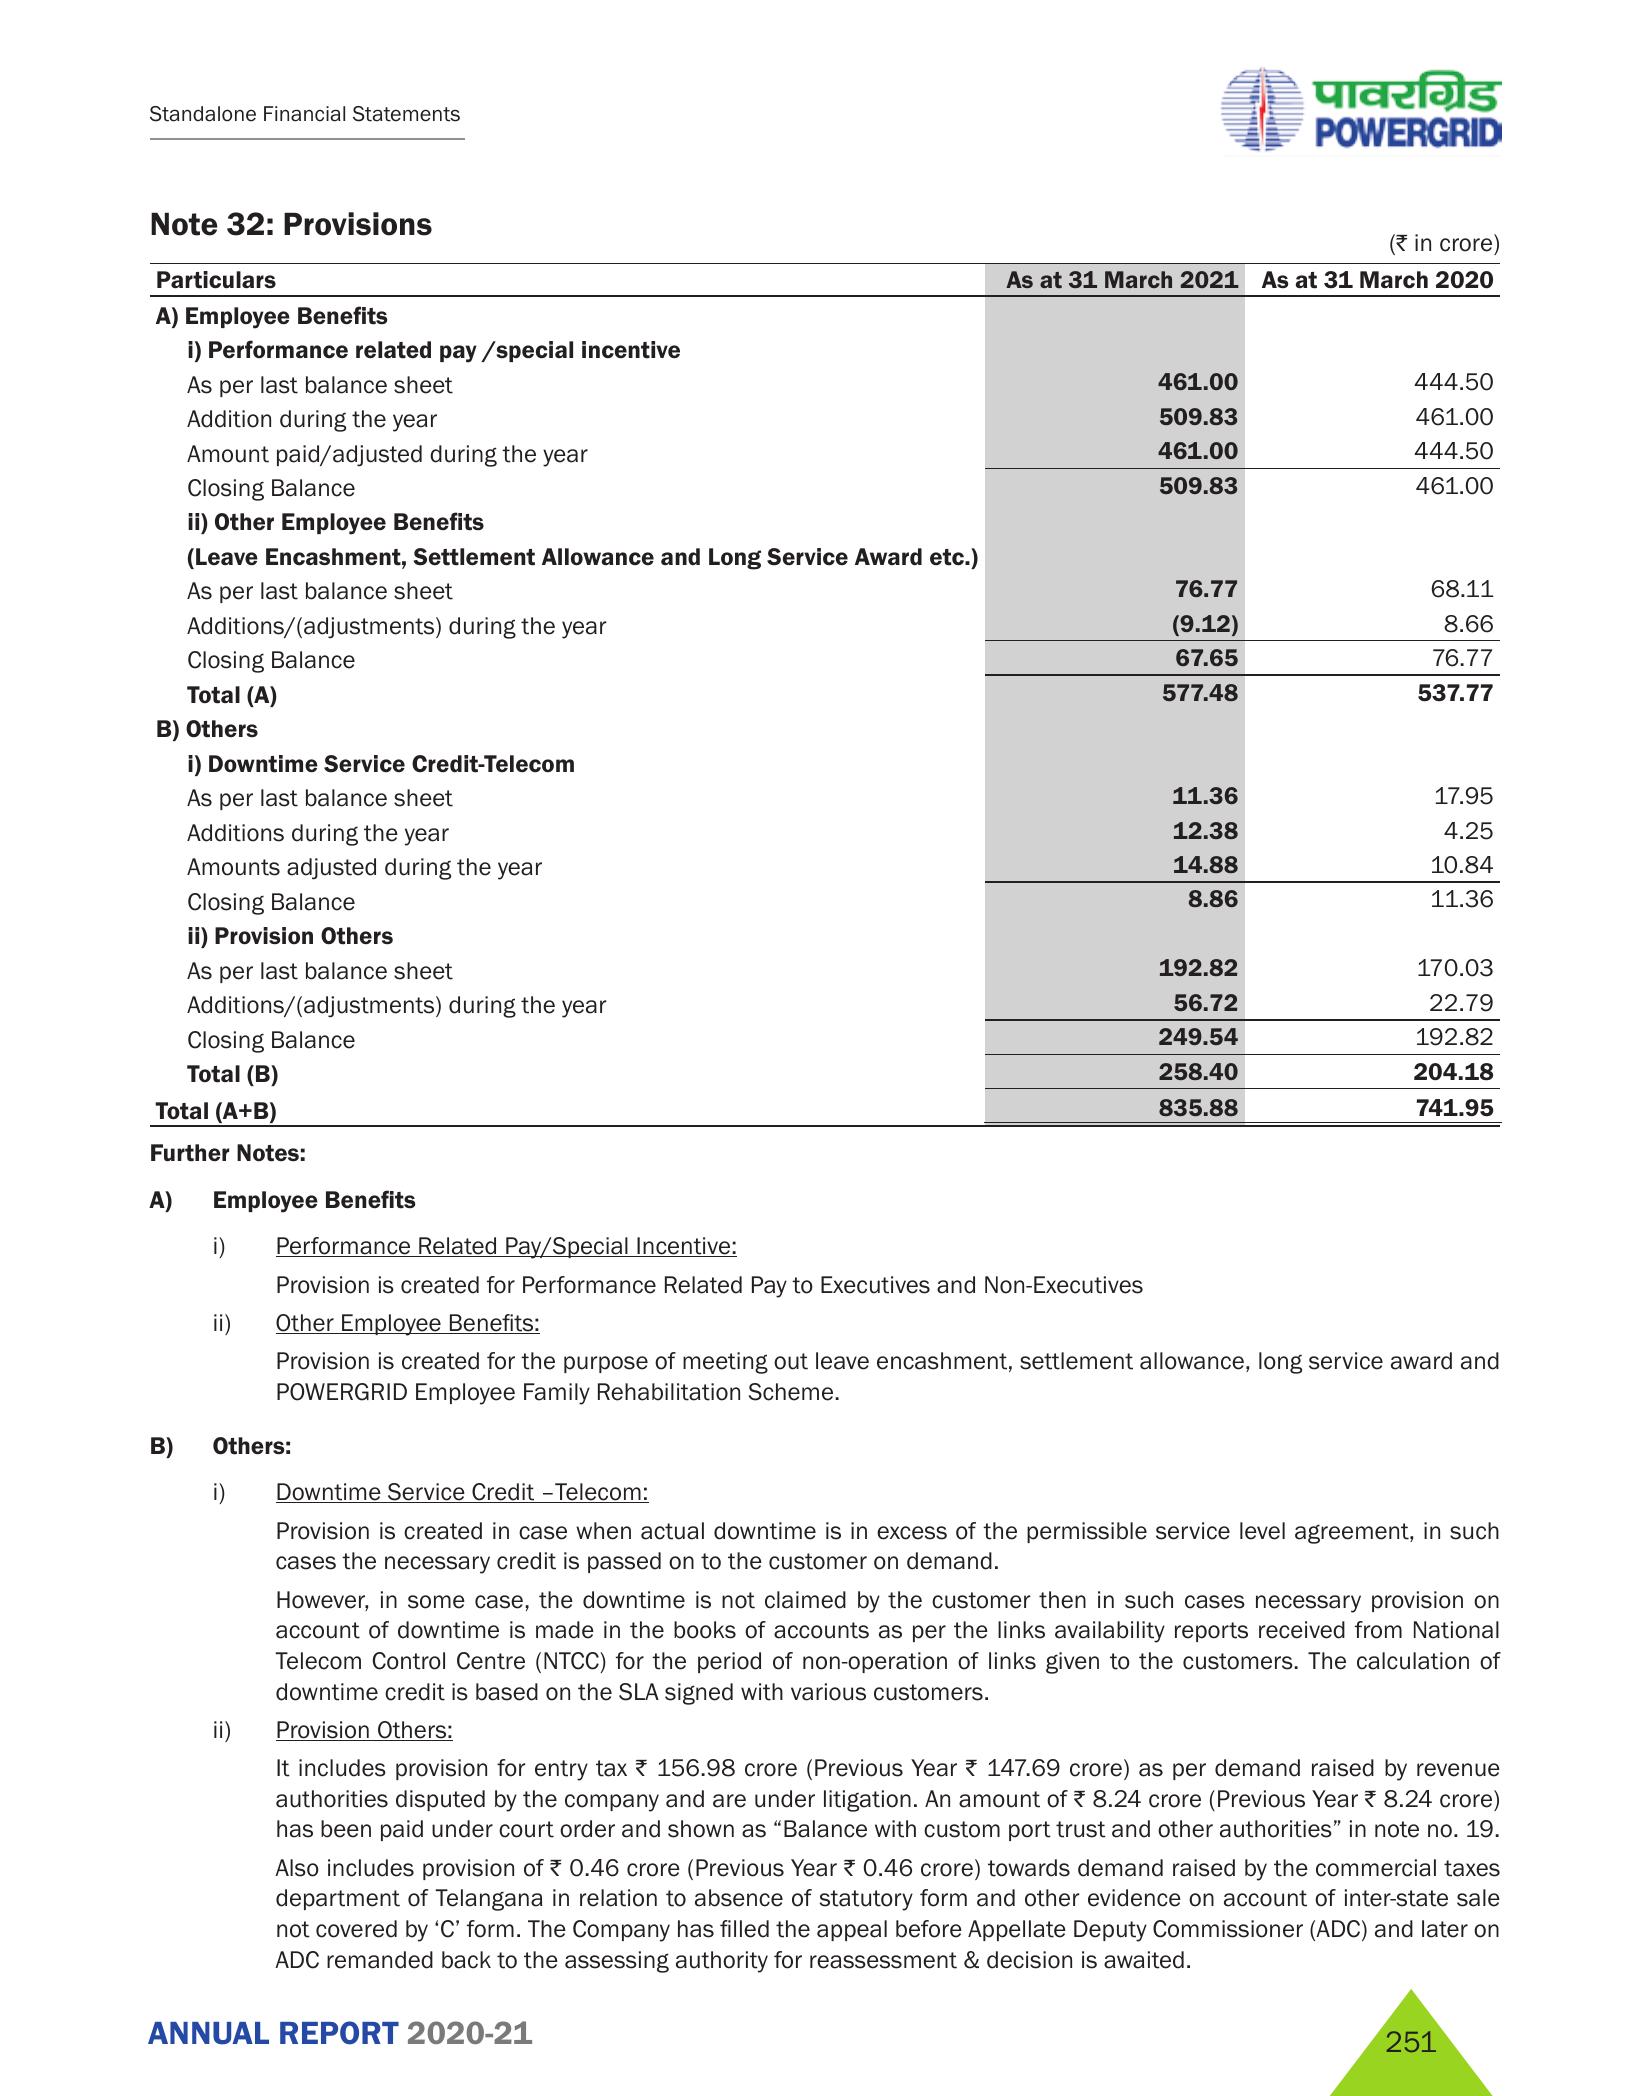 Standalone Financial Statements
पावरग्रिड
POWERGRID
Note 32: Provisions
(₹ in crore)
Particulars As at 31 March 2021 As at 31 March 2020
A) Employee Benefits
i) Performance related pay /special incentive
As per last balance sheet 461.00 444.50
Addition during the year 509.83 461.00
Amount paid/adjusted during the year 461.00 444.50
Closing Balance 509.83 461.00
ii) Other Employee Benefits
(Leave Encashment, Settlement Allowance and Long Service Award etc.)
As per last balance sheet 76.77 68.11
Additions/(adjustments) during the year (9.12) 8.66
Closing Balance 67.65 76.77
Total (A) 577.48 537.77
B) Others
i) Downtime Service Credit-Telecom
As per last balance sheet 11.36 17.95
Additions during the year 12.38 4.25
Amounts adjusted during the year 14.88 10.84
Closing Balance 8.86 11.36
ii) Provision Others
As per last balance sheet 192.82 170.03
Additions/(adjustments) during the year 56.72 22.79
Closing Balance 249.54 192.82
Total (B) 258.40 204.18
Total (A+B) 835.88 741.95
Further Notes:
A) Employee Benefits
i) Performance Related Pay/Special Incentive:
Provision is created for Performance Related Pay to Executives and Non-Executives
ii) Other Employee Benefits:
Provision is created for the purpose of meeting out leave encashment, settlement allowance, long service award and
POWERGRID Employee Family Rehabilitation Scheme.
B) Others:
i) Downtime Service Credit –Telecom:
Provision is created in case when actual downtime is in excess of the permissible service level agreement, in such
cases the necessary credit is passed on to the customer on demand.
However, in some case, the downtime is not claimed by the customer then in such cases necessary provision on
account of downtime is made in the books of accounts as per the links availability reports received from National
Telecom Control Centre (NTCC) for the period of non-operation of links given to the customers. The calculation of
downtime credit is based on the SLA signed with various customers.
ii) Provision Others:
It includes provision for entry tax ₹ 156.98 crore (Previous Year ₹ 147.69 crore) as per demand raised by revenue
authorities disputed by the company and are under litigation. An amount of ₹ 8.24 crore (Previous Year ₹ 8.24 crore)
has been paid under court order and shown as “Balance with custom port trust and other authorities” in note no. 19.
Also includes provision of ₹ 0.46 crore (Previous Year ₹ 0.46 crore) towards demand raised by the commercial taxes
department of Telangana in relation to absence of statutory form and other evidence on account of inter-state sale
not covered by ‘C’ form. The Company has filled the appeal before Appellate Deputy Commissioner (ADC) and later on
ADC remanded back to the assessing authority for reassessment & decision is awaited.
ANNUAL REPORT 2020-21
251